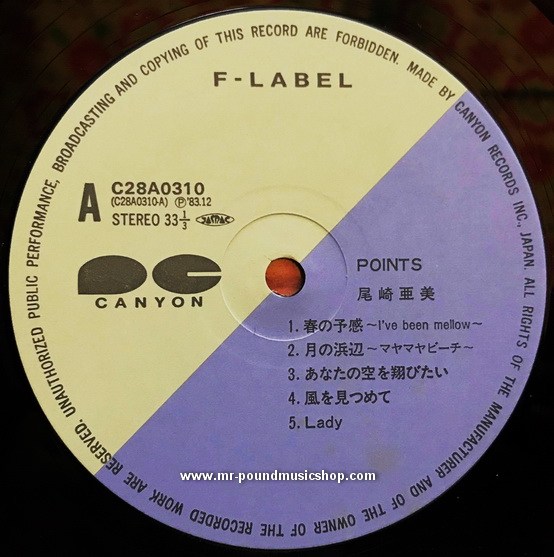 UNAUTHORIZED PUBLIC PERFORMANCE, BROADCASTING AND COPYING OF THIS RECORD ARE FORBIDDEN. MADE BY CANYON RECORDS INC., JAPAN. ALL RIGHTS OF THE MANUFACTURER AND OF THE OWNER OF THE RECORDED WORK ARE RESERVED.
F-LABEL
A
C28A0310
(C28A0310-A) Ⓟ'83.12
STEREO 33⅓ JASRAC
PC
CANYON
POINTS
尾崎亜美
1. 春の予感〜I've been mellow〜
2. 月の浜辺〜マヤマヤビーチ〜
3. あなたの空を翔びたい
4. 風を見つめて
5. Lady
www.mr-poundmusicshop.com